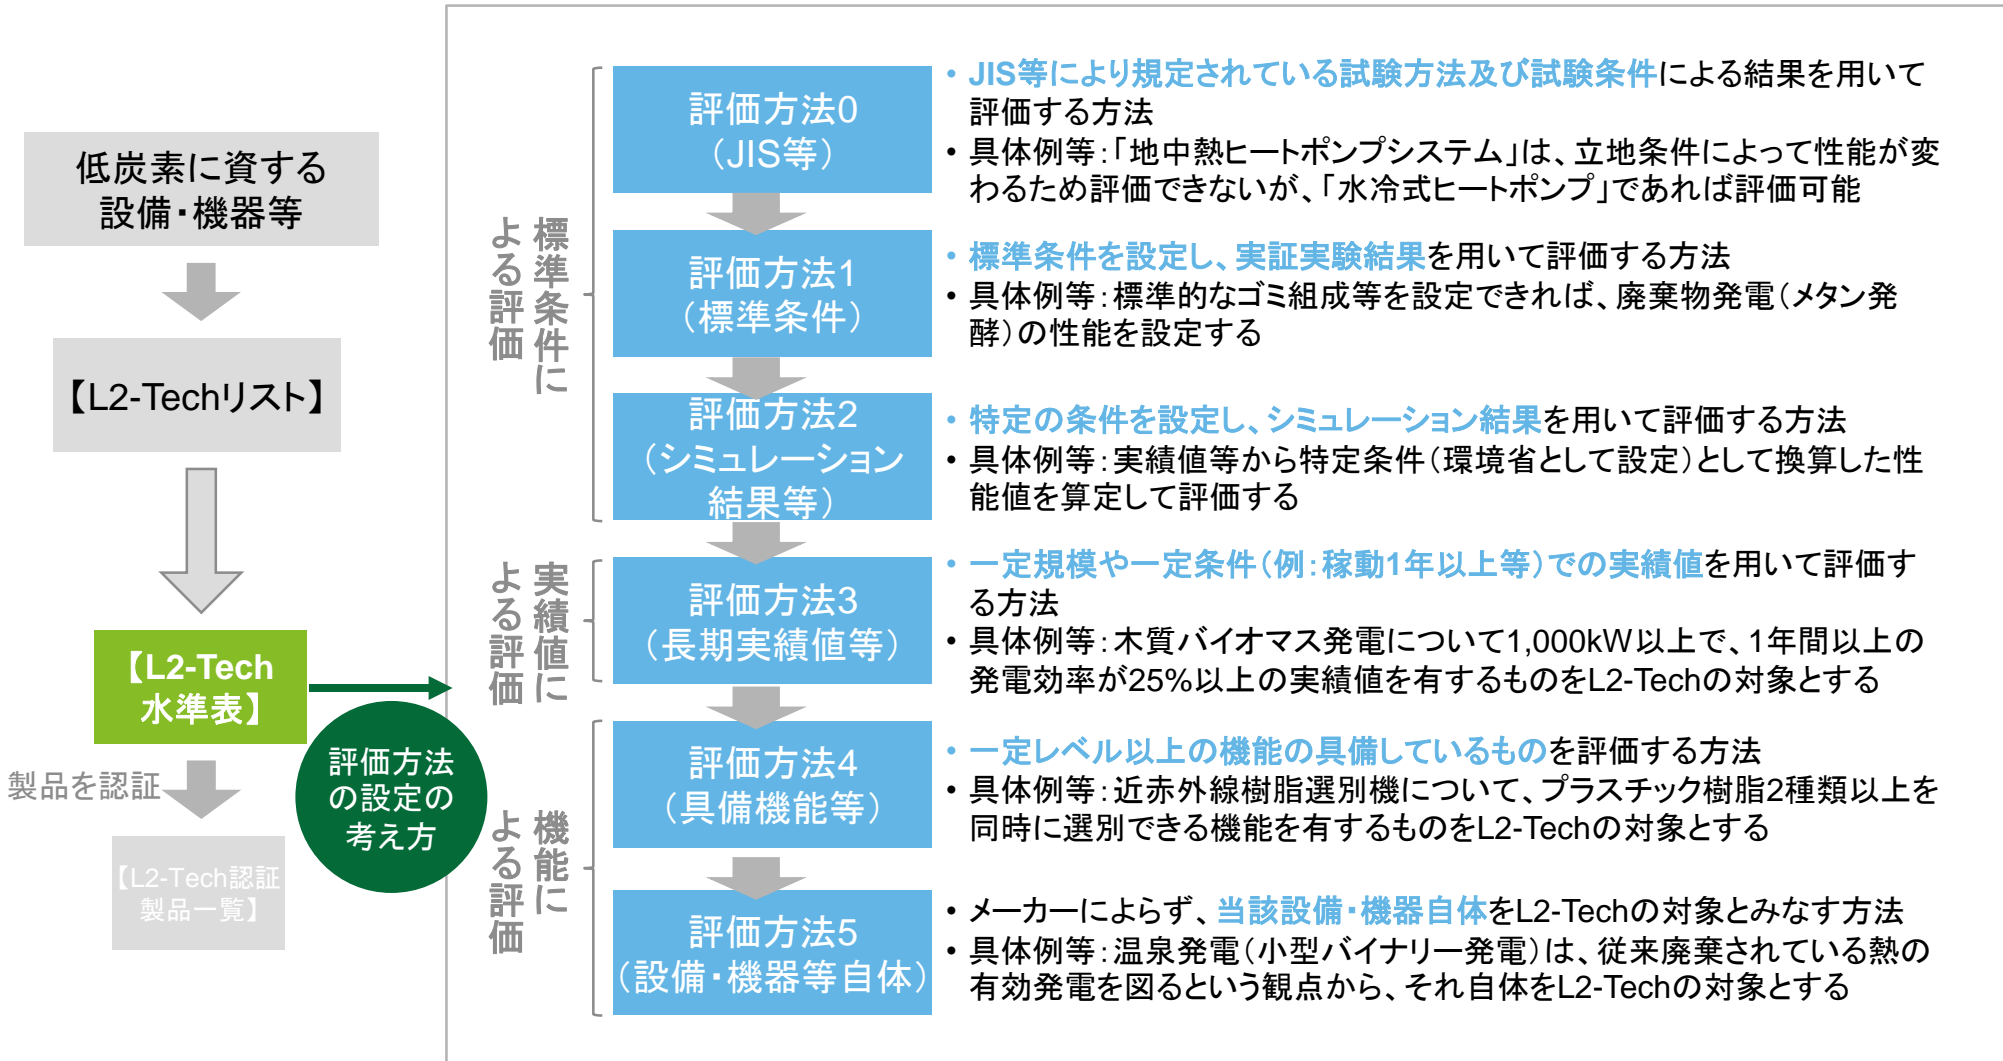 低炭素に資する
設備・機器等
【L2-Techリスト】
【L2-Tech
水準表】
製品を認証
【L2-Tech認証
製品一覧】
評価方法
の設定の
考え方
標準条件に
よる評価
評価方法0
（JIS等）
• JIS等により規定されている試験方法及び試験条件による結果を用いて
評価する方法
• 具体例等：「地中熱ヒートポンプシステム」は、立地条件によって性能が変
わるため評価できないが、「水冷式ヒートポンプ」であれば評価可能
評価方法1
（標準条件）
• 標準条件を設定し、実証実験結果を用いて評価する方法
• 具体例等：標準的なゴミ組成等を設定できれば、廃棄物発電（メタン発
酵）の性能を設定する
評価方法2
（シミュレーション
結果等）
• 特定の条件を設定し、シミュレーション結果を用いて評価する方法
• 具体例等：実績値等から特定条件（環境省として設定）として換算した性
能値を算定して評価する
実績値に
よる評価
評価方法3
（長期実績値等）
• 一定規模や一定条件（例：稼動1年以上等）での実績値を用いて評価す
る方法
• 具体例等：木質バイオマス発電について1,000kW以上で、1年間以上の
発電効率が25%以上の実績値を有するものをL2-Techの対象とする
機能に
よる評価
評価方法4
（具備機能等）
• 一定レベル以上の機能の具備しているものを評価する方法
• 具体例等：近赤外線樹脂選別機について、プラスチック樹脂2種類以上を
同時に選別できる機能を有するものをL2-Techの対象とする
評価方法5
（設備・機器等自体）
• メーカーによらず、当該設備・機器自体をL2-Techの対象とみなす方法
• 具体例等：温泉発電（小型バイナリー発電）は、従来廃棄されている熱の
有効発電を図るという観点から、それ自体をL2-Techの対象とする